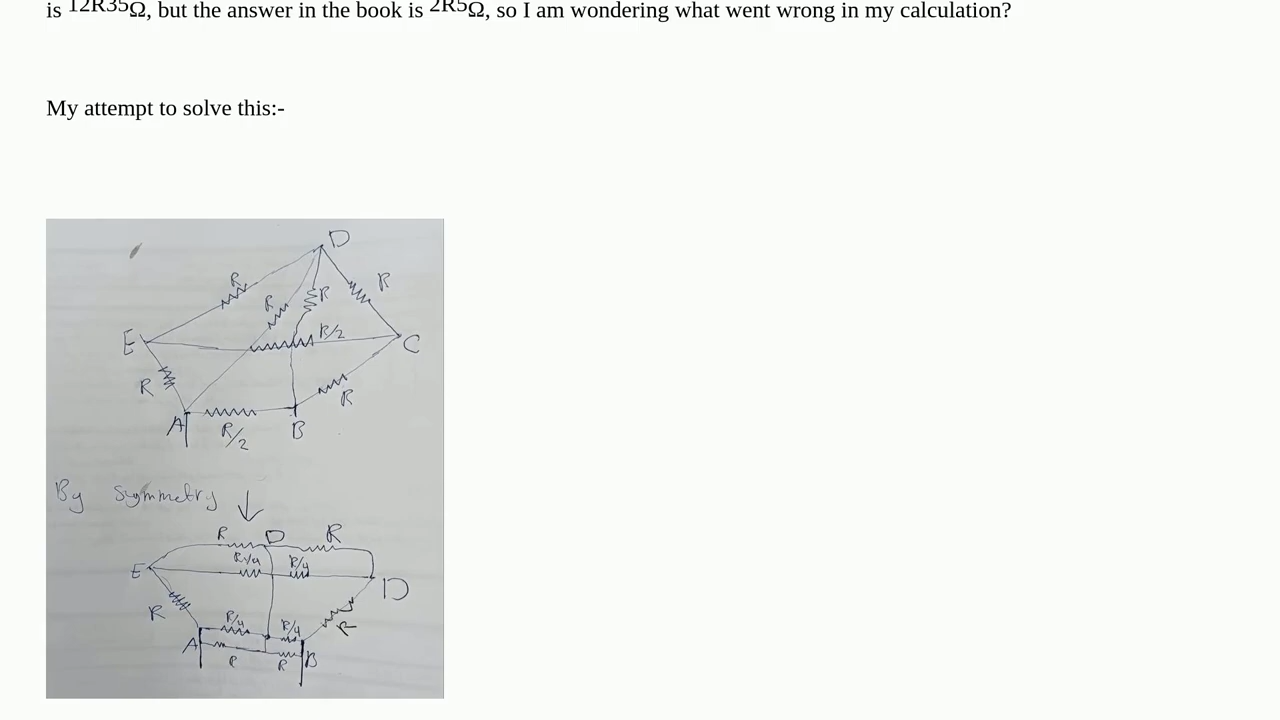 is 12R35Ω, but the answer in the book is 2R5Ω, so I am wondering what went wrong in my calculation?
My attempt to solve this:-
D
R
R
R
R
E
R/2
C
R
R
A
R/2
B
By Symmetry ↓
R
D
R
R/4
R/4
E
D
R
R/4
R/4
R
A
R
R
B